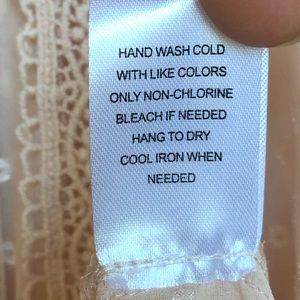 HAND WASH COLD
WITH LIKE COLORS
ONLY NON-CHLORINE
BLEACH IF NEEDED
HANG TO DRY
COOL IRON WHEN
NEEDED